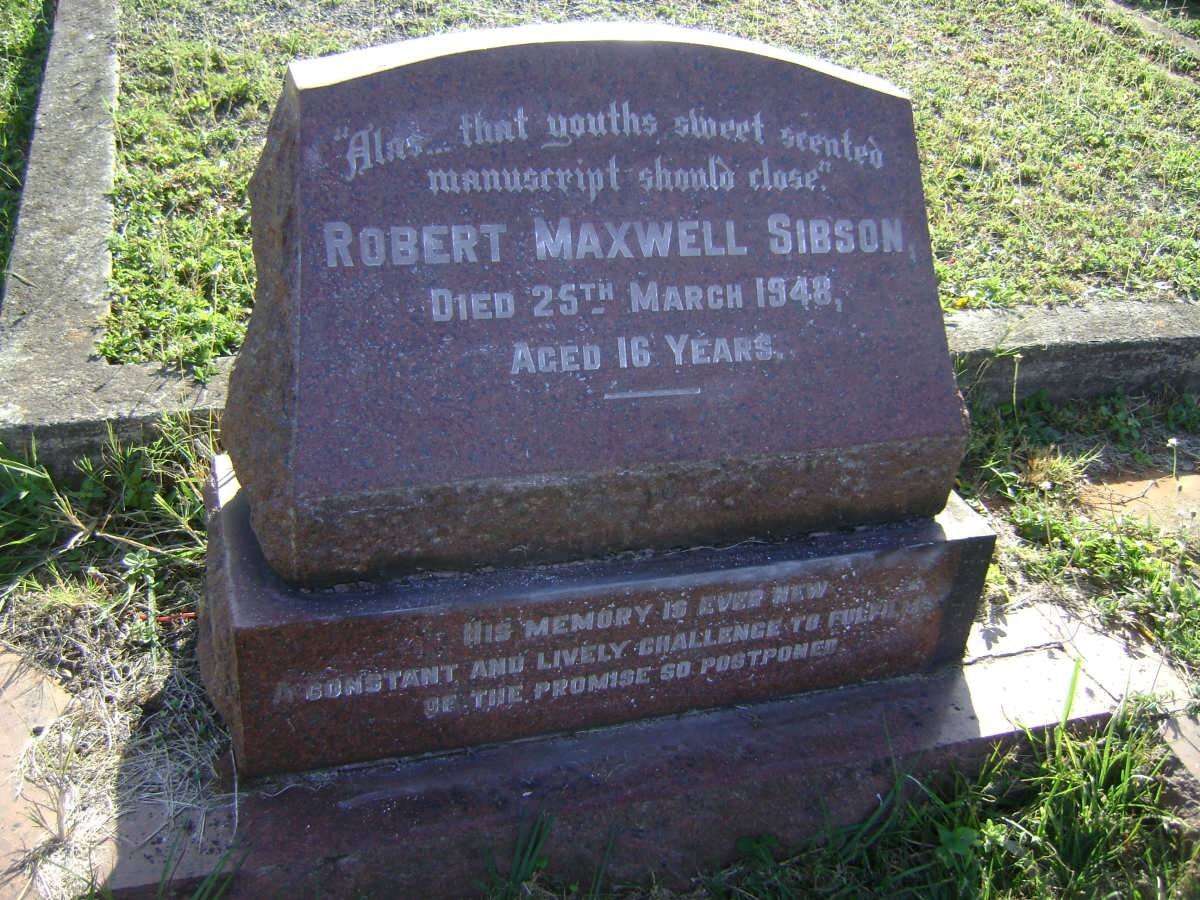 "Alas... that youths sweet scented
manuscript should close."
ROBERT MAXWELL SIBSON,
DIED 25TH MARCH 1948,
AGED 16 YEARS.
HIS MEMORY IS EVER NEW
A CONSTANT AND LIVELY CHALLENGE TO FULFILMENT
OF THE PROMISE SO POSTPONED.